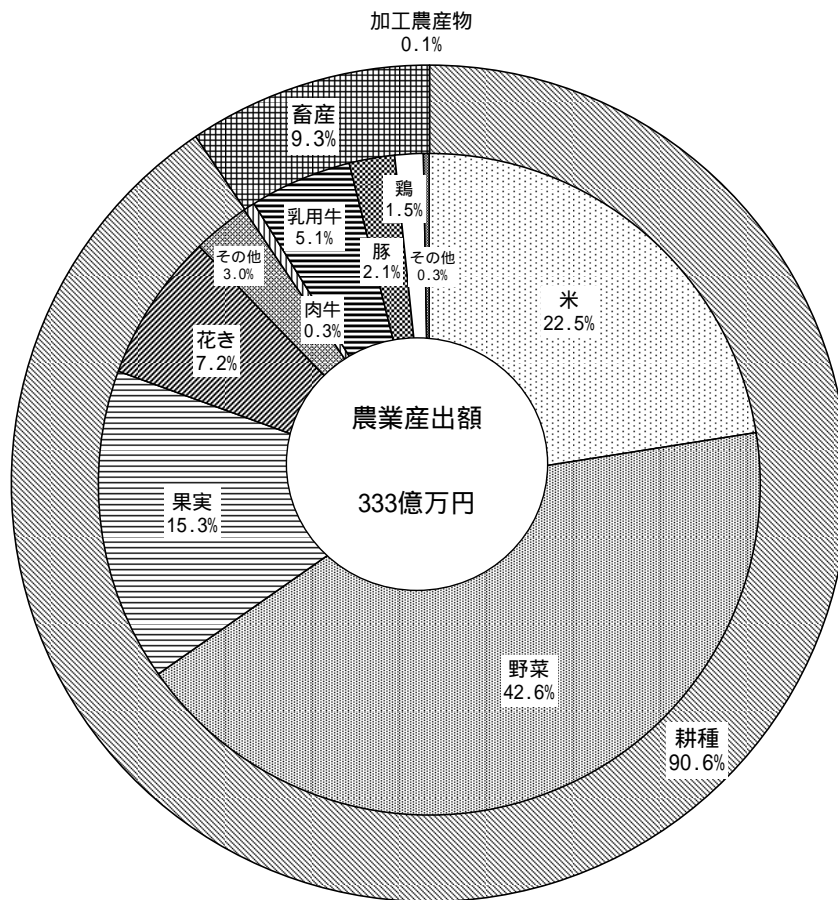 加工農産物
0.1%
畜産
9.3%
鶏
1.5%
乳用牛
5.1%
豚
2.1%
その他
0.3%
その他
3.0%
肉牛
0.3%
米
22.5%
花き
7.2%
農業産出額
333億万円
果実
15.3%
野菜
42.6%
耕種
90.6%